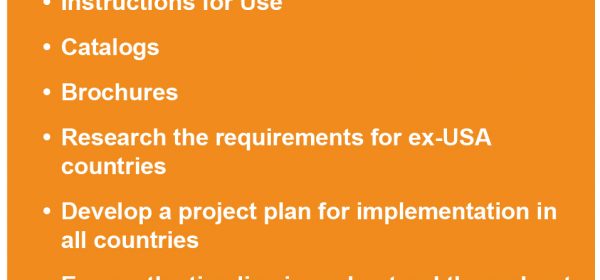 • Instructions for Use
• Catalogs
• Brochures
• Research the requirements for ex-USA
countries
• Develop a project plan for implementation in
all countries